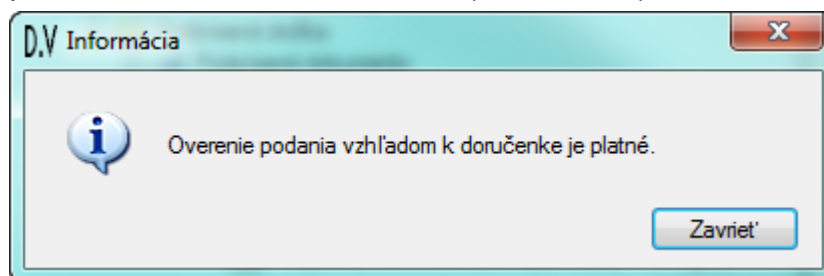 D.V Informácia
Overenie podania vzhľadom k doručenke je platné.
Zavrieť